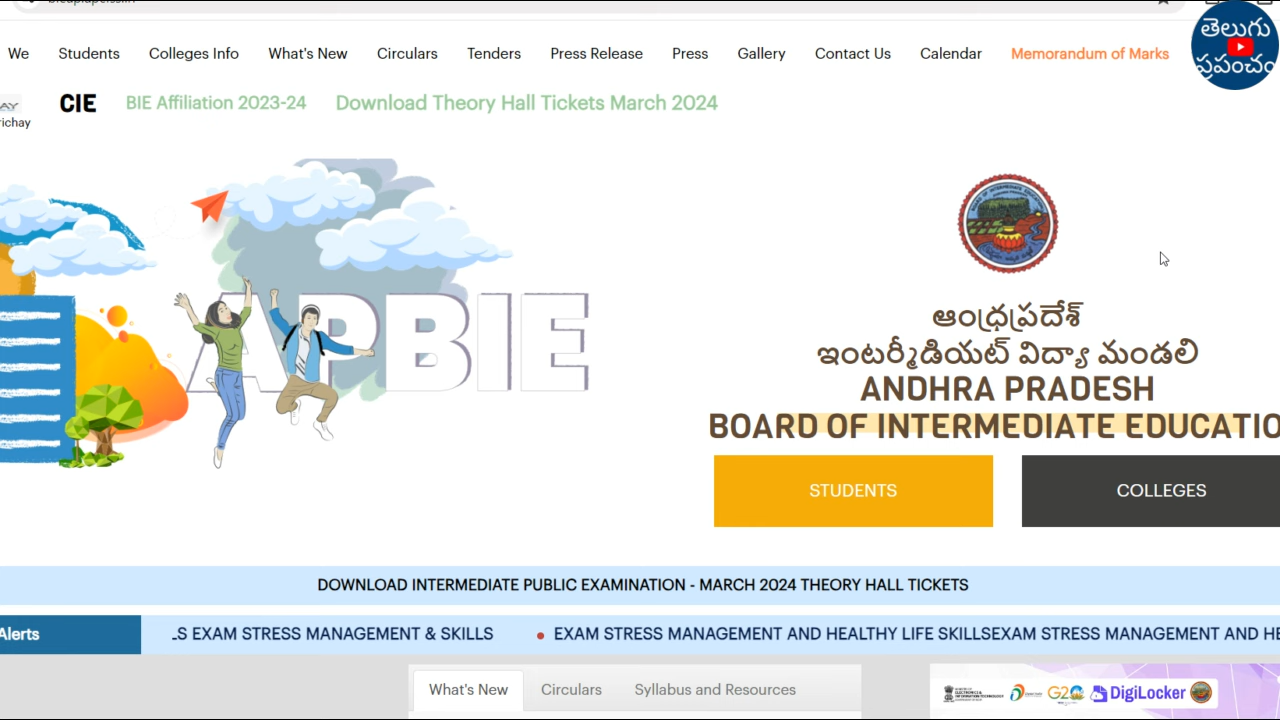 We Students Colleges Info What's New Circulars Tenders Press Release Press Gallery Contact Us Calendar Memorandum of Marks
తెలుగు
ప్రపంచం
CIE BIE Affiliation 2023-24 Download Theory Hall Tickets March 2024
richay
APBIE
ఆంధ్రప్రదేశ్
ఇంటర్మీడియట్ విద్యా మండలి
ANDHRA PRADESH
BOARD OF INTERMEDIATE EDUCATIO
STUDENTS COLLEGES
DOWNLOAD INTERMEDIATE PUBLIC EXAMINATION - MARCH 2024 THEORY HALL TICKETS
Alerts S EXAM STRESS MANAGEMENT & SKILLS • EXAM STRESS MANAGEMENT AND HEALTHY LIFE SKILLSEXAM STRESS MANAGEMENT AND HE
What's New Circulars Syllabus and Resources
G20 DigiLocker